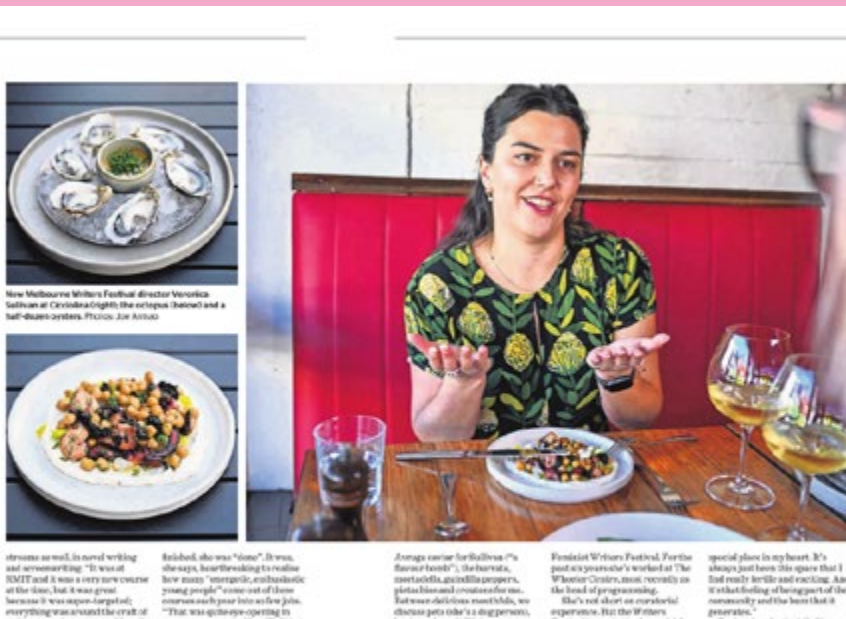 New Melbourne Writers Festival director Veronica
Sullivan at Cicciolina (right); the octopus (below) and a
half-dozen oysters. Photos: Joe Armao
streams as well, in novel writing
and screenwriting. "It was at
RMIT and it was a very new course
at the time, but it was great
because it was super-targeted;
everything was around the craft of
finished, she was "done". It was,
she says, heartbreaking to realise
how many "energetic, enthusiastic
young people" come out of these
courses each year into so few jobs.
"That was quite eye-opening in
Avruga caviar for Sullivan ("a
flavour bomb"), the burrata,
mortadella, guindilla peppers,
pistachios and croutons for me.
Between delicious mouthfuls, we
discuss pets (she's a dog person),
Feminist Writers Festival. For the
past six years she's worked at The
Wheeler Centre, most recently as
the head of programming.
She's not short on curatorial
experience. But the Writers
special place in my heart. It's
always just been this space that I
find really fertile and exciting. And
it's that feeling of being part of the
community and the buzz that it
generates."